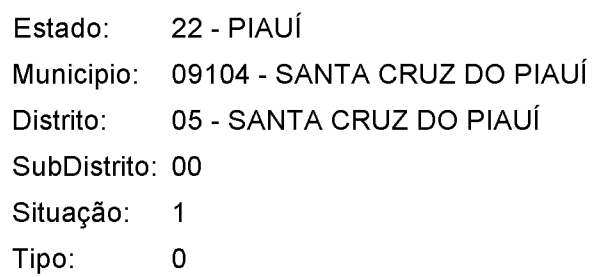 Estado: 22 - PIAUÍ
Municipio: 09104 - SANTA CRUZ DO PIAUÍ
Distrito: 05 - SANTA CRUZ DO PIAUÍ
SubDistrito: 00
Situação: 1
Tipo: 0